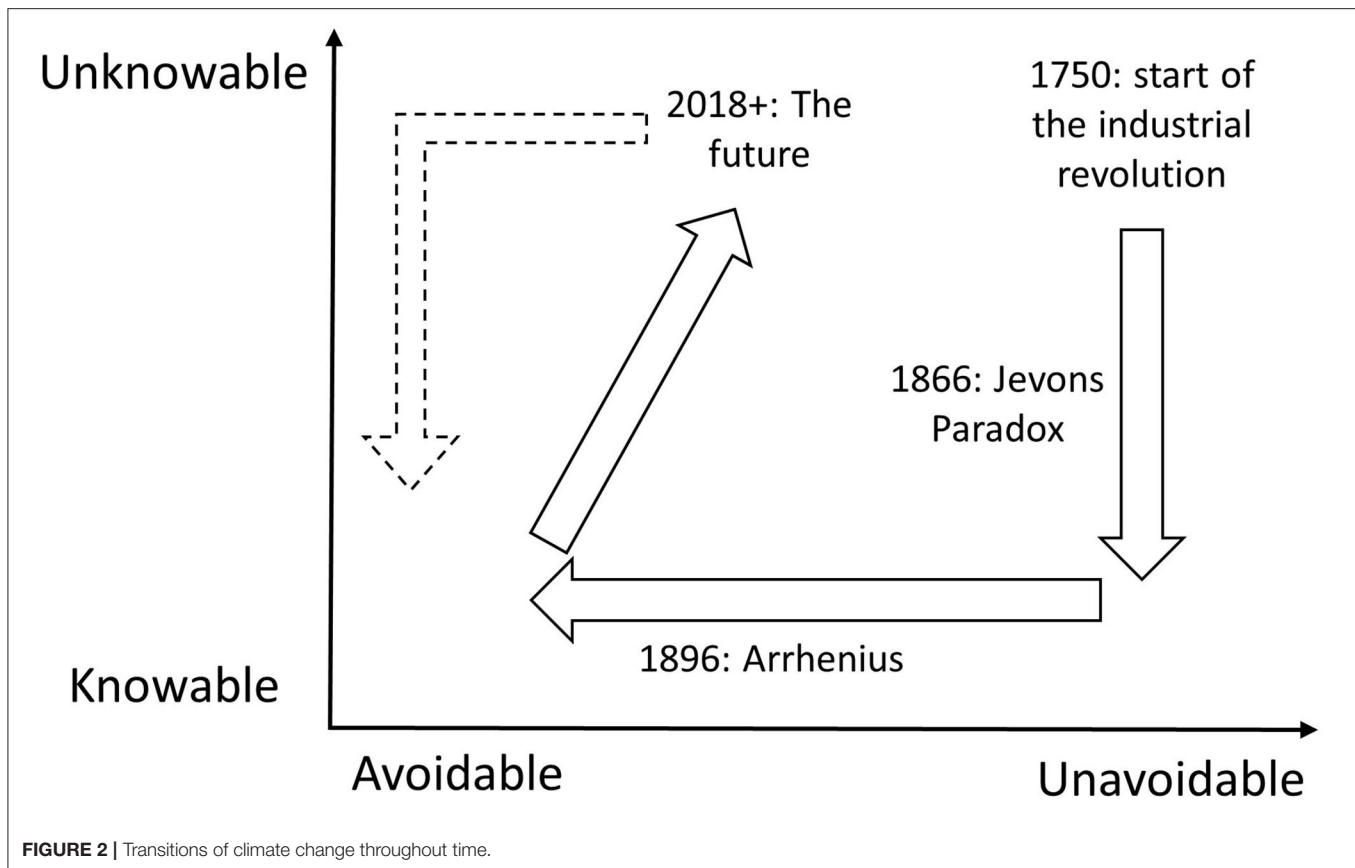 Unknowable
2018+: The
future
1750: start of
the industrial
revolution
1866: Jevons
Paradox
1896: Arrhenius
Knowable
Avoidable
Unavoidable
FIGURE 2 | Transitions of climate change throughout time.